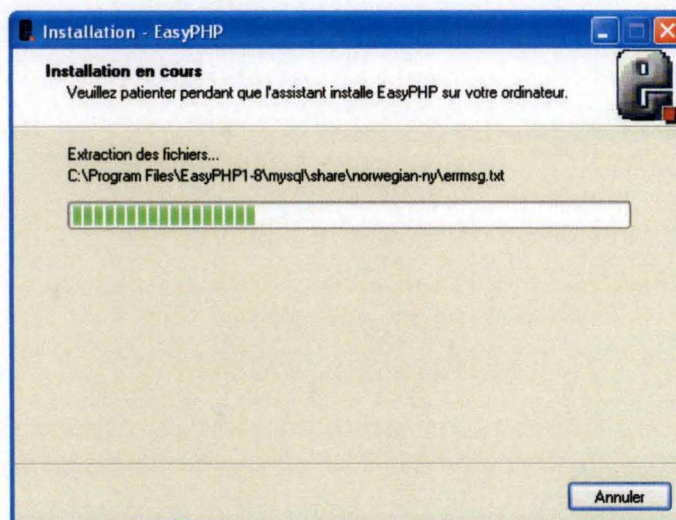 Installation - EasyPHP
Installation en cours
Veuillez patienter pendant que l'assistant installe EasyPHP sur votre ordinateur.
Extraction des fichiers...
C:\Program Files\EasyPHP1-8\mysql\share\norwegian-ny\errmsg.txt
Annuler